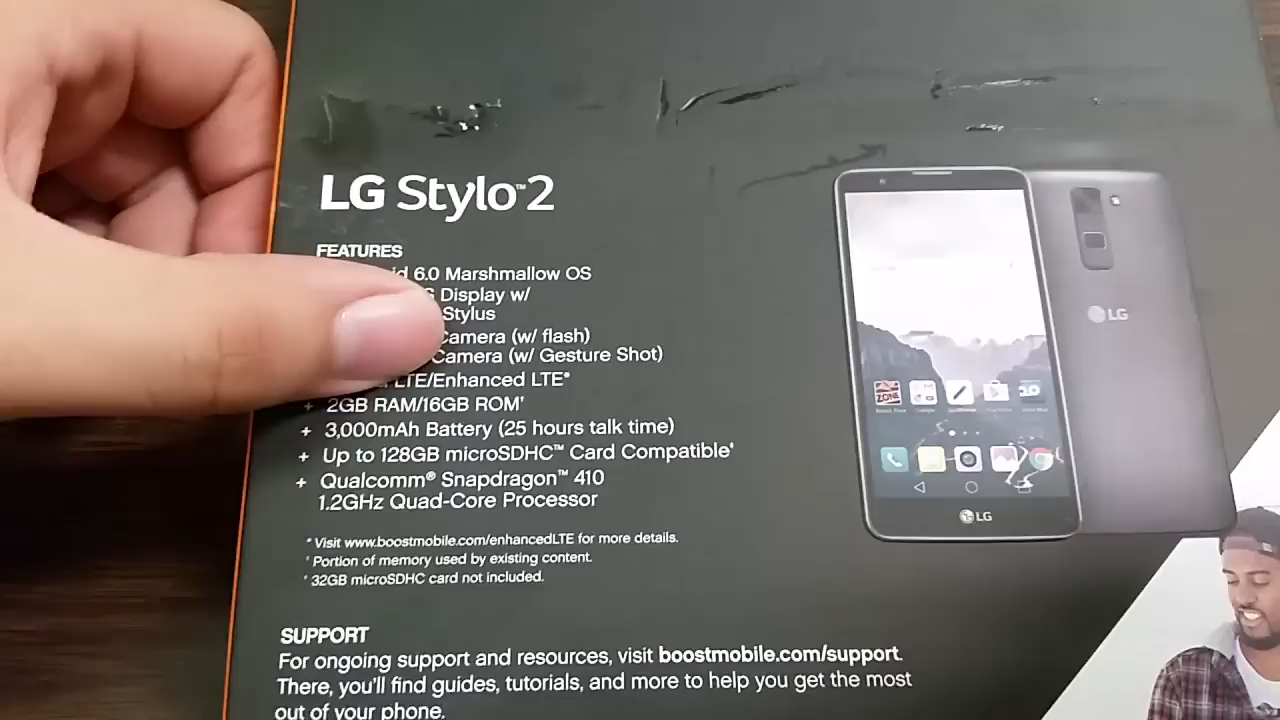 LG Stylo™2
FEATURES
6.0 Marshmallow OS
Display w/
Stylus
Camera (w/ flash)
Camera (w/ Gesture Shot)
LTE/Enhanced LTE*
+ 2GB RAM/16GB ROM†
+ 3,000mAh Battery (25 hours talk time)
+ Up to 128GB microSDHC™ Card Compatible‡
+ Qualcomm® Snapdragon™ 410
1.2GHz Quad-Core Processor
* Visit www.boostmobile.com/enhancedLTE for more details.
† Portion of memory used by existing content.
‡ 32GB microSDHC card not included.
SUPPORT
For ongoing support and resources, visit boostmobile.com/support.
There, you'll find guides, tutorials, and more to help you get the most
out of your phone.
ZONE
LG
LG